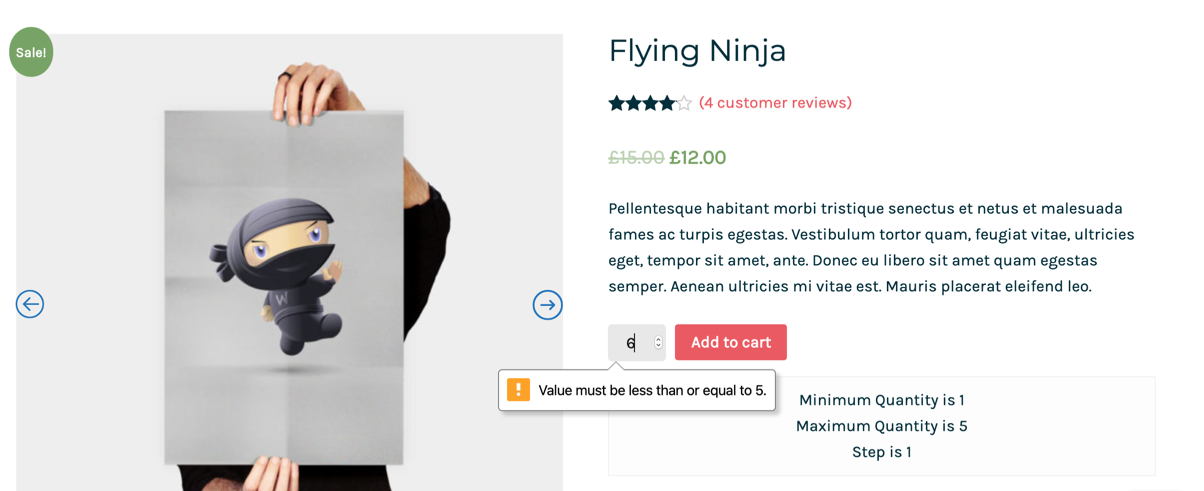 Sale!
Flying Ninja
(4 customer reviews)
£15.00 £12.00
Pellentesque habitant morbi tristique senectus et netus et malesuada
fames ac turpis egestas. Vestibulum tortor quam, feugiat vitae, ultricies
eget, tempor sit amet, ante. Donec eu libero sit amet quam egestas
semper. Aenean ultricies mi vitae est. Mauris placerat eleifend leo.
6 Add to cart
! Value must be less than or equal to 5.
Minimum Quantity is 1
Maximum Quantity is 5
Step is 1
W